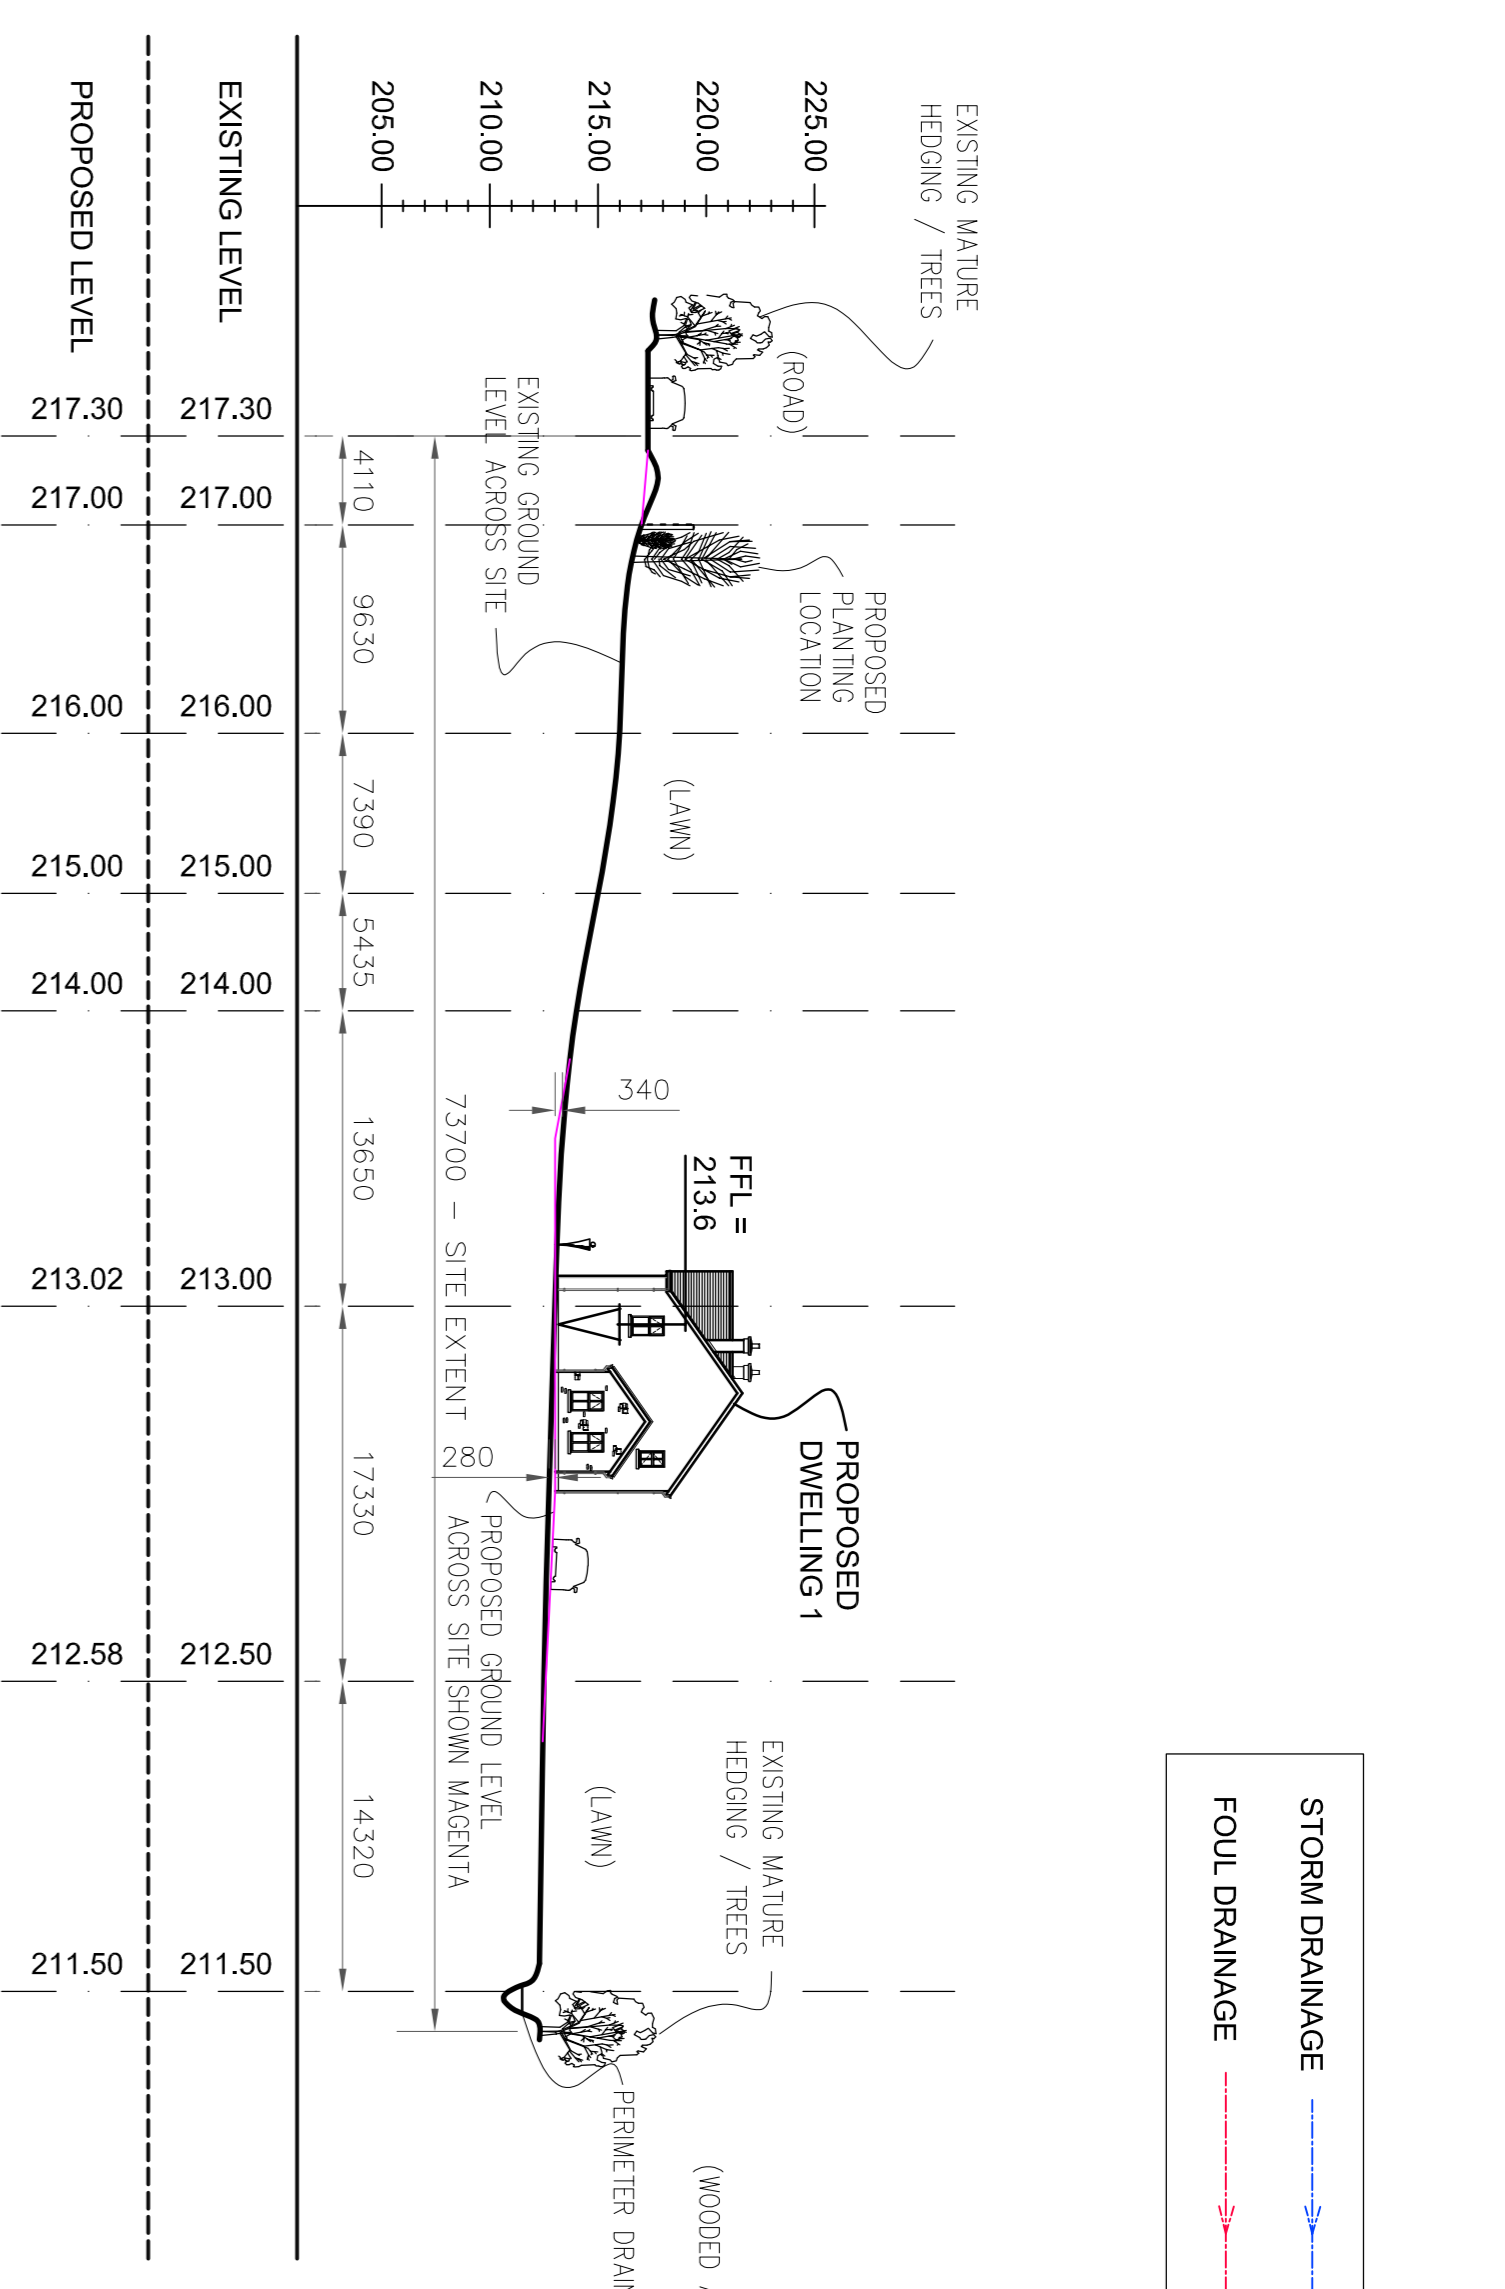 EXISTING MATURE
HEDGING / TREES
(ROAD)
225.00
220.00
215.00
210.00
205.00
EXISTING GROUND
LEVEL ACROSS SITE
PROPOSED
PLANTING
LOCATION
(LAWN)
340
FFL =
213.6
PROPOSED
DWELLING 1
280
PROPOSED GROUND LEVEL
ACROSS SITE SHOWN MAGENTA
(LAWN)
EXISTING MATURE
HEDGING / TREES
PERIMETER DRAIN
(WOODED
73700 - SITE EXTENT
4110
9630
7390
5435
13650
17330
14320
EXISTING LEVEL
217.30
217.00
216.00
215.00
214.00
213.00
212.50
211.50
PROPOSED LEVEL
217.30
217.00
216.00
215.00
214.00
213.02
212.58
211.50
STORM DRAINAGE
FOUL DRAINAGE